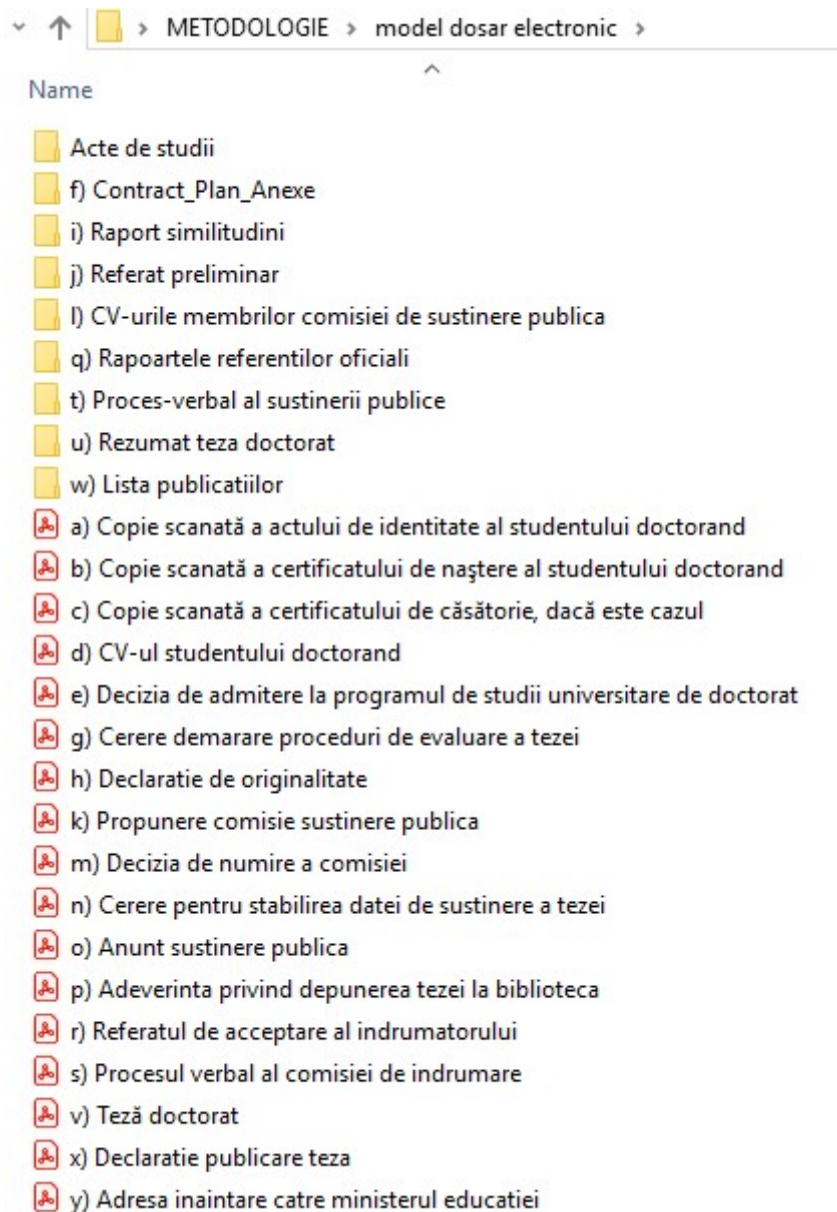 METODOLOGIE > model dosar electronic >
Name
Acte de studii
f) Contract_Plan_Anexe
i) Raport similitudini
j) Referat preliminar
l) CV-urile membrilor comisiei de sustinere publica
q) Rapoartele referentilor oficiali
t) Proces-verbal al sustinerii publice
u) Rezumat teza doctorat
w) Lista publicatiilor
a) Copie scanată a actului de identitate al studentului doctorand
b) Copie scanată a certificatului de naştere al studentului doctorand
c) Copie scanată a certificatului de căsătorie, dacă este cazul
d) CV-ul studentului doctorand
e) Decizia de admitere la programul de studii universitare de doctorat
g) Cerere demarare proceduri de evaluare a tezei
h) Declaratie de originalitate
k) Propunere comisie sustinere publica
m) Decizia de numire a comisiei
n) Cerere pentru stabilirea datei de sustinere a tezei
o) Anunt sustinere publica
p) Adeverinta privind depunerea tezei la biblioteca
r) Referatul de acceptare al indrumatorului
s) Procesul verbal al comisiei de indrumare
v) Teză doctorat
x) Declaratie publicare teza
y) Adresa inaintare catre ministerul educatiei